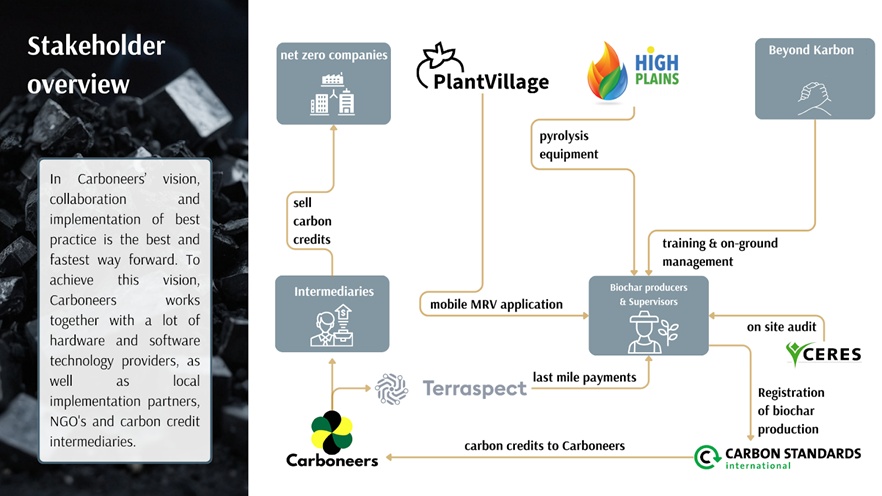 Stakeholder
overview
In Carboneers' vision,
collaboration and
implementation of best
practice is the best and
fastest way forward. To
achieve this vision,
Carboneers works
together with a lot of
hardware and software
technology providers, as
well as local
implementation partners,
NGO's and carbon credit
intermediaries.
net zero companies
PlantVillage
HIGH
PLAINS
Beyond Karbon
pyrolysis
equipment
sell
carbon
credits
training & on-ground
management
Intermediaries
mobile MRV application
Biochar producers
& Supervisors
on site audit
CERES
Terraspect
last mile payments
Registration
of biochar
production
Carboneers
carbon credits to Carboneers
CARBON STANDARDS
international